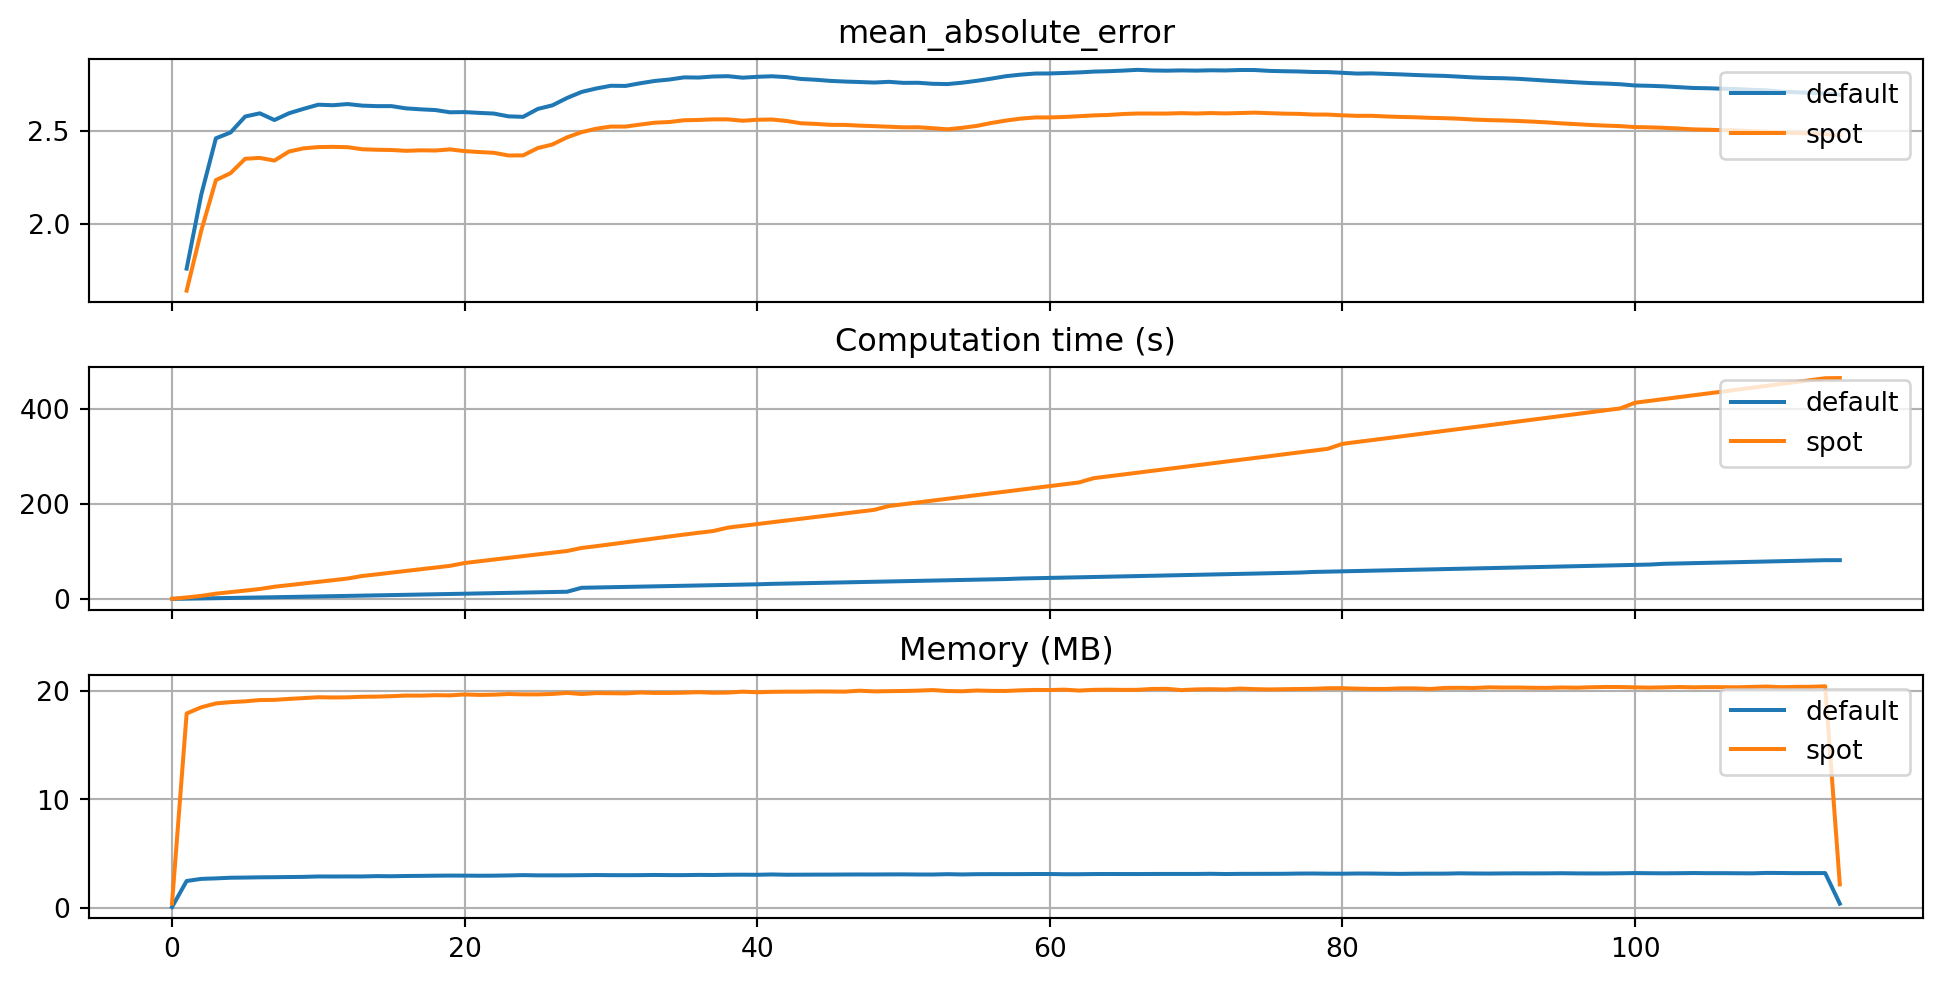 mean_absolute_error
2.5
2.0
default
spot
Computation time (s)
400
200
0
default
spot
Memory (MB)
20
10
0
default
spot
0 20 40 60 80 100